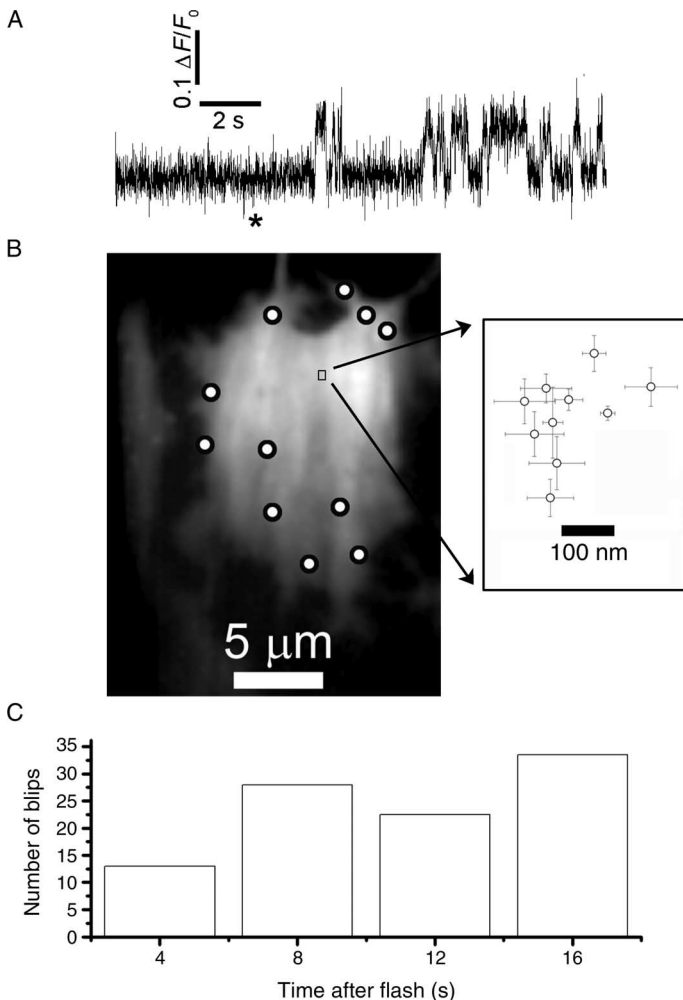 A
0.1 ΔF/F0
2 s
*
B
5 μm
100 nm
C
Number of blips
35
30
25
20
15
10
5
0
4 8 12 16
Time after flash (s)